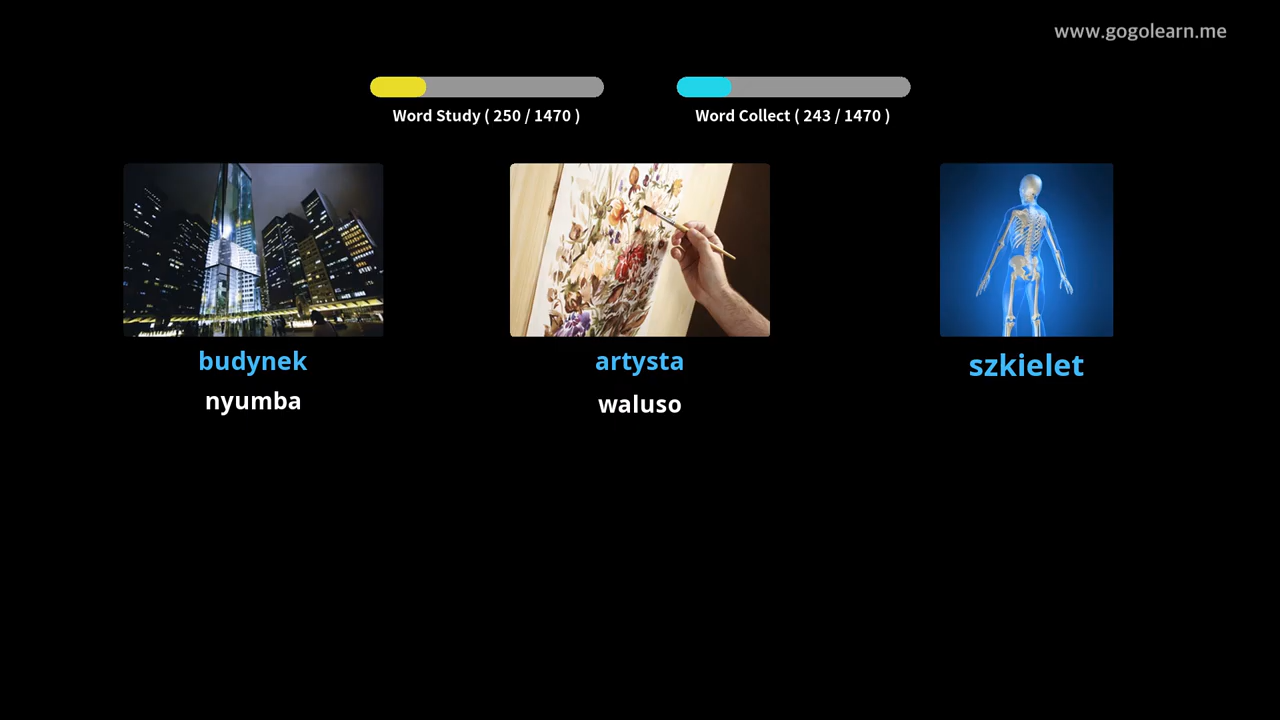 www.gogolearn.me
Word Study ( 250 / 1470 )
Word Collect ( 243 / 1470 )
budynek
nyumba
artysta
waluso
szkielet